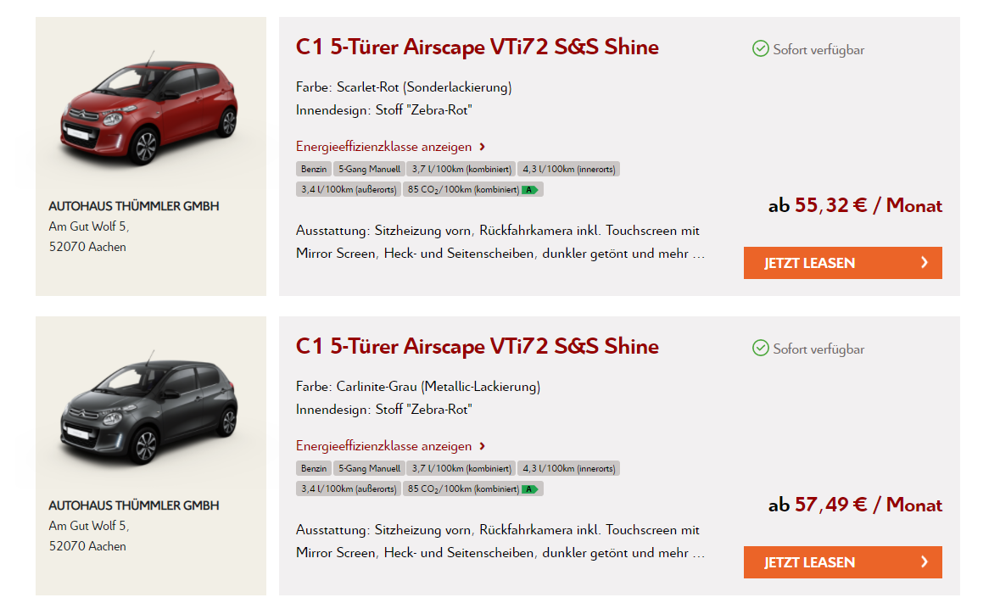 C1 5-Türer Airscape VTi72 S&S Shine
Sofort verfügbar
Farbe: Scarlet-Rot (Sonderlackierung)
Innendesign: Stoff "Zebra-Rot"
Energieeffizienzklasse anzeigen
Benzin 5-Gang Manuell 3,7 l/100km (kombiniert) 4,3 l/100km (innerorts)
3,4 l/100km (außerorts) 85 CO₂/100km (kombiniert) A
AUTOHAUS THÜMMLER GMBH
Am Gut Wolf 5,
52070 Aachen
ab 55,32 € / Monat
Ausstattung: Sitzheizung vorn, Rückfahrkamera inkl. Touchscreen mit
Mirror Screen, Heck- und Seitenscheiben, dunkler getönt und mehr ...
JETZT LEASEN
C1 5-Türer Airscape VTi72 S&S Shine
Sofort verfügbar
Farbe: Carlinite-Grau (Metallic-Lackierung)
Innendesign: Stoff "Zebra-Rot"
Energieeffizienzklasse anzeigen
Benzin 5-Gang Manuell 3,7 l/100km (kombiniert) 4,3 l/100km (innerorts)
3,4 l/100km (außerorts) 85 CO₂/100km (kombiniert) A
AUTOHAUS THÜMMLER GMBH
Am Gut Wolf 5,
52070 Aachen
ab 57,49 € / Monat
Ausstattung: Sitzheizung vorn, Rückfahrkamera inkl. Touchscreen mit
Mirror Screen, Heck- und Seitenscheiben, dunkler getönt und mehr ...
JETZT LEASEN